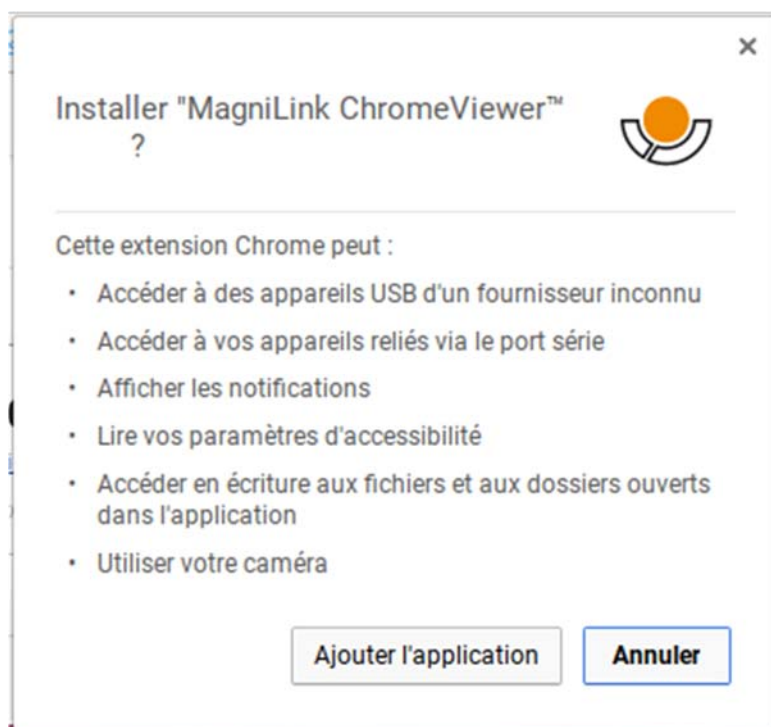 Installer "MagniLink ChromeViewer™
?
Cette extension Chrome peut :
• Accéder à des appareils USB d'un fournisseur inconnu
• Accéder à vos appareils reliés via le port série
• Afficher les notifications
• Lire vos paramètres d'accessibilité
• Accéder en écriture aux fichiers et aux dossiers ouverts
dans l'application
• Utiliser votre caméra
Ajouter l'application
Annuler